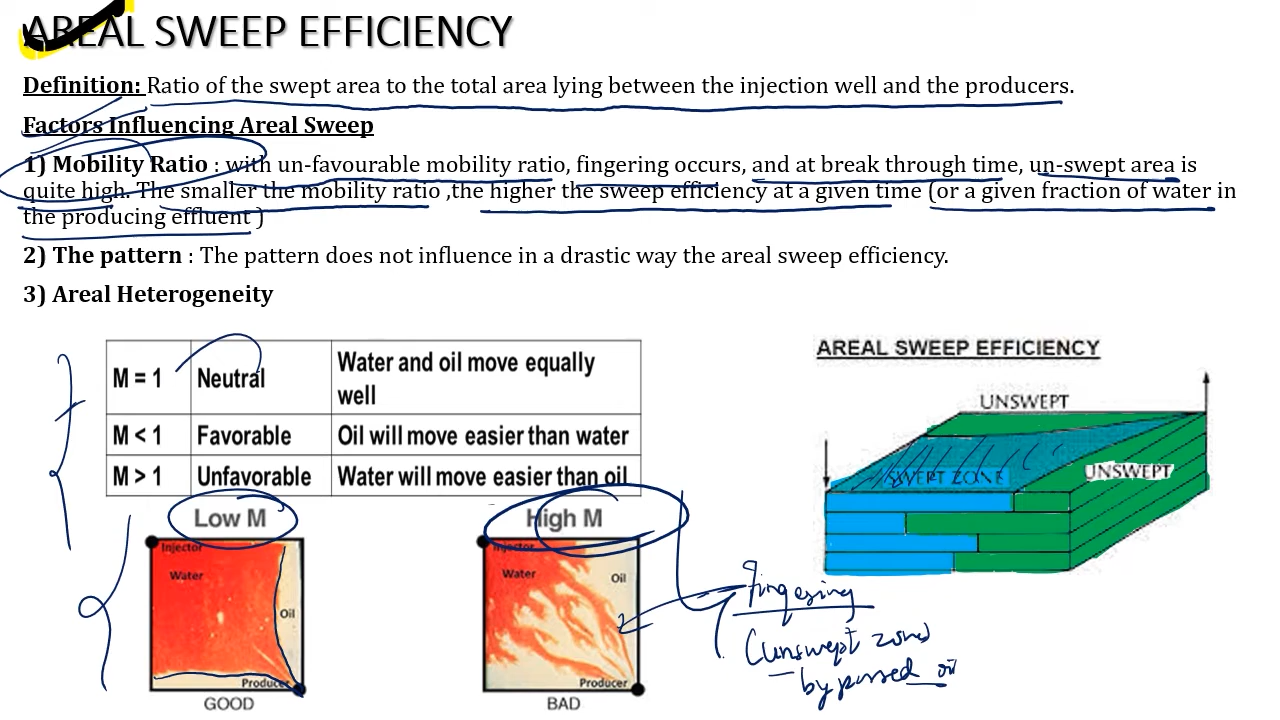 AREAL SWEEP EFFICIENCY
Definition: Ratio of the swept area to the total area lying between the injection well and the producers.
Factors Influencing Areal Sweep
1) Mobility Ratio : with un-favourable mobility ratio, fingering occurs, and at break through time, un-swept area is
quite high. The smaller the mobility ratio ,the higher the sweep efficiency at a given time (or a given fraction of water in
the producing effluent )
2) The pattern : The pattern does not influence in a drastic way the areal sweep efficiency.
3) Areal Heterogeneity
M = 1 Neutral Water and oil move equally
well
M < 1 Favorable Oil will move easier than water
M > 1 Unfavorable Water will move easier than oil
Low M
Injector
Water
Oil
Producer
GOOD
High M
Injector
Water
Oil
Producer
BAD
AREAL SWEEP EFFICIENCY
UNSWEPT
SWEPT ZONE
UNSWEPT
Fingering
(unswept zone)
bypassed oil